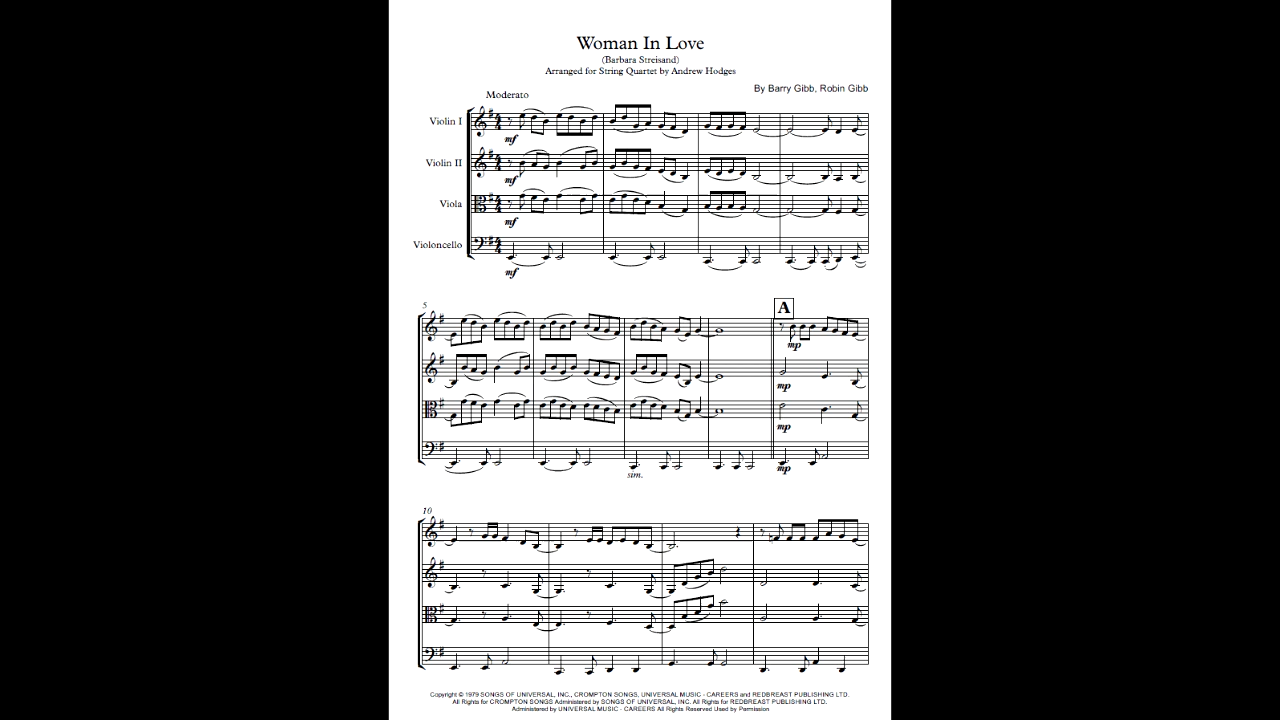 Woman In Love
(Barbara Streisand)
Arranged for String Quartet by Andrew Hodges
By Barry Gibb, Robin Gibb
Moderato
Violin I
mf
Violin II
mf
Viola
mf
Violoncello
mf
5
A
mp
mp
mp
mp
sim.
10
Copyright © 1979 SONGS OF UNIVERSAL, INC., CROMPTON SONGS, UNIVERSAL MUSIC - CAREERS and REDBREAST PUBLISHING LTD.
All Rights for CROMPTON SONGS Administered by SONGS OF UNIVERSAL, INC. All Rights for REDBREAST PUBLISHING LTD.
Administered by UNIVERSAL MUSIC - CAREERS All Rights Reserved Used by Permission